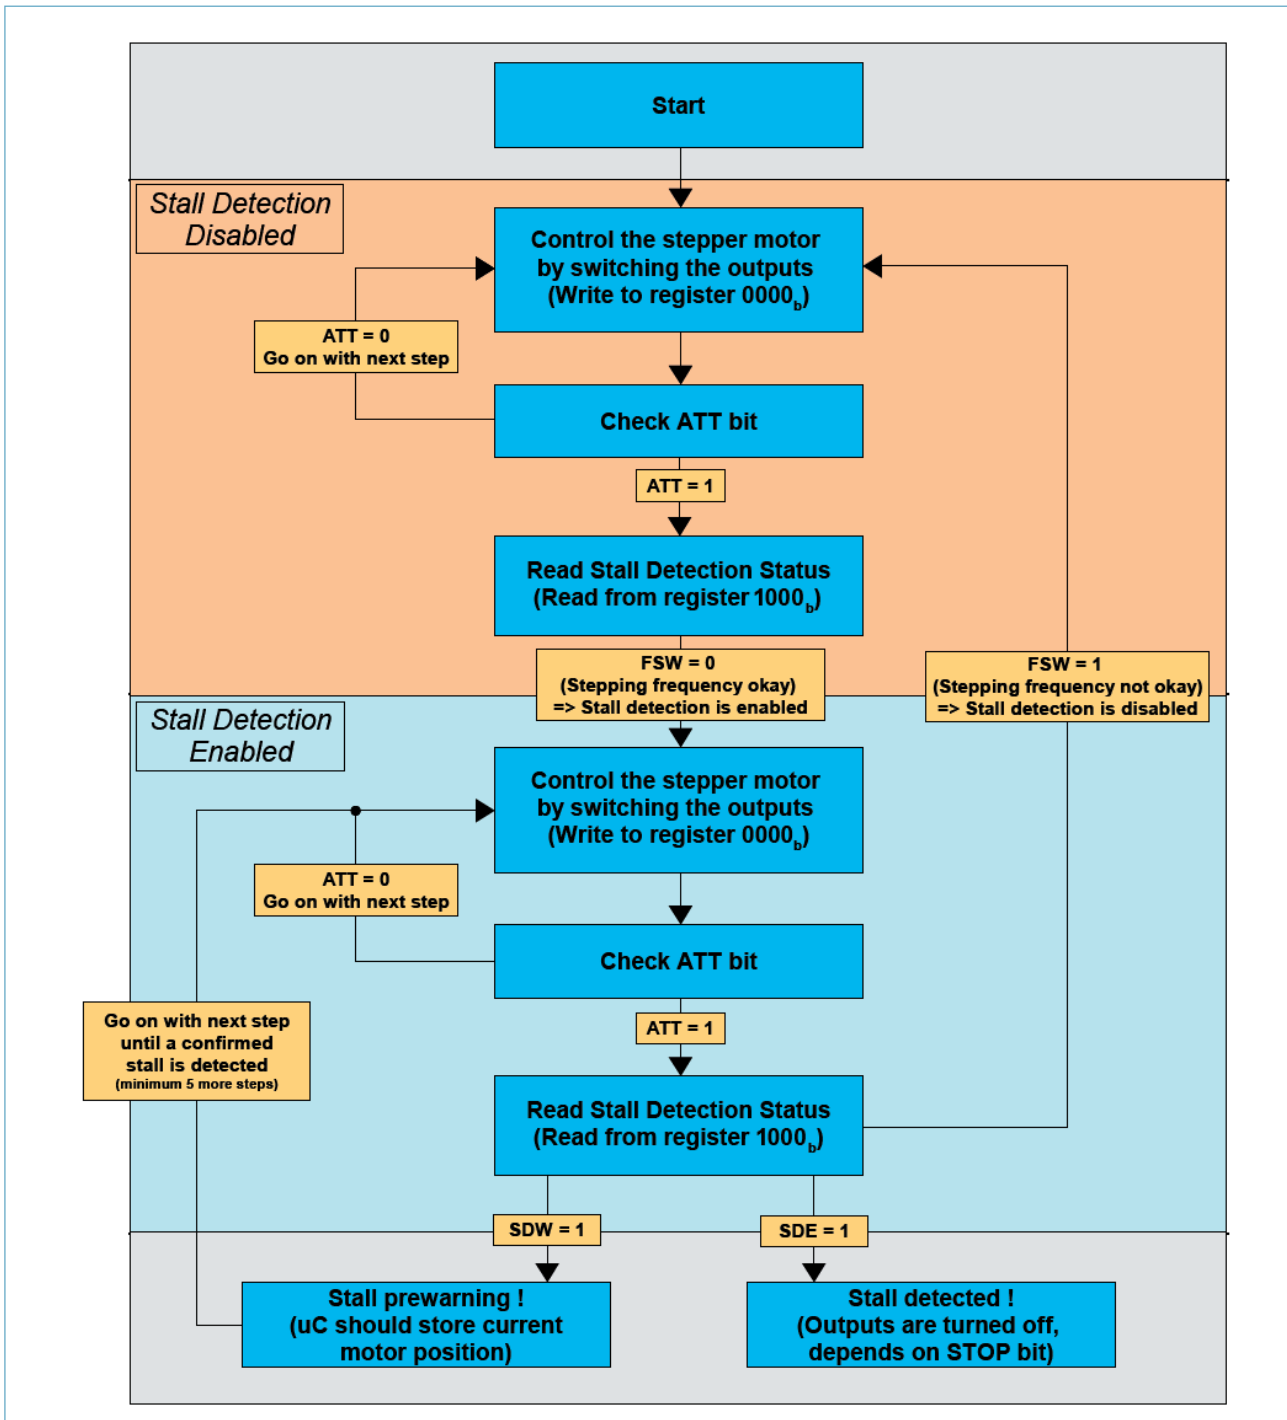 Start
Stall Detection
Disabled
Control the stepper motor
by switching the outputs
(Write to register 0000b)
ATT = 0
Go on with next step
Check ATT bit
ATT = 1
Read Stall Detection Status
(Read from register 1000b)
FSW = 0
(Stepping frequency okay)
=> Stall detection is enabled
FSW = 1
(Stepping frequency not okay)
=> Stall detection is disabled
Stall Detection
Enabled
Control the stepper motor
by switching the outputs
(Write to register 0000b)
ATT = 0
Go on with next step
Check ATT bit
Go on with next step
until a confirmed
stall is detected
(minimum 5 more steps)
ATT = 1
Read Stall Detection Status
(Read from register 1000b)
SDW = 1
SDE = 1
Stall prewarning !
(uC should store current
motor position)
Stall detected !
(Outputs are turned off,
depends on STOP bit)